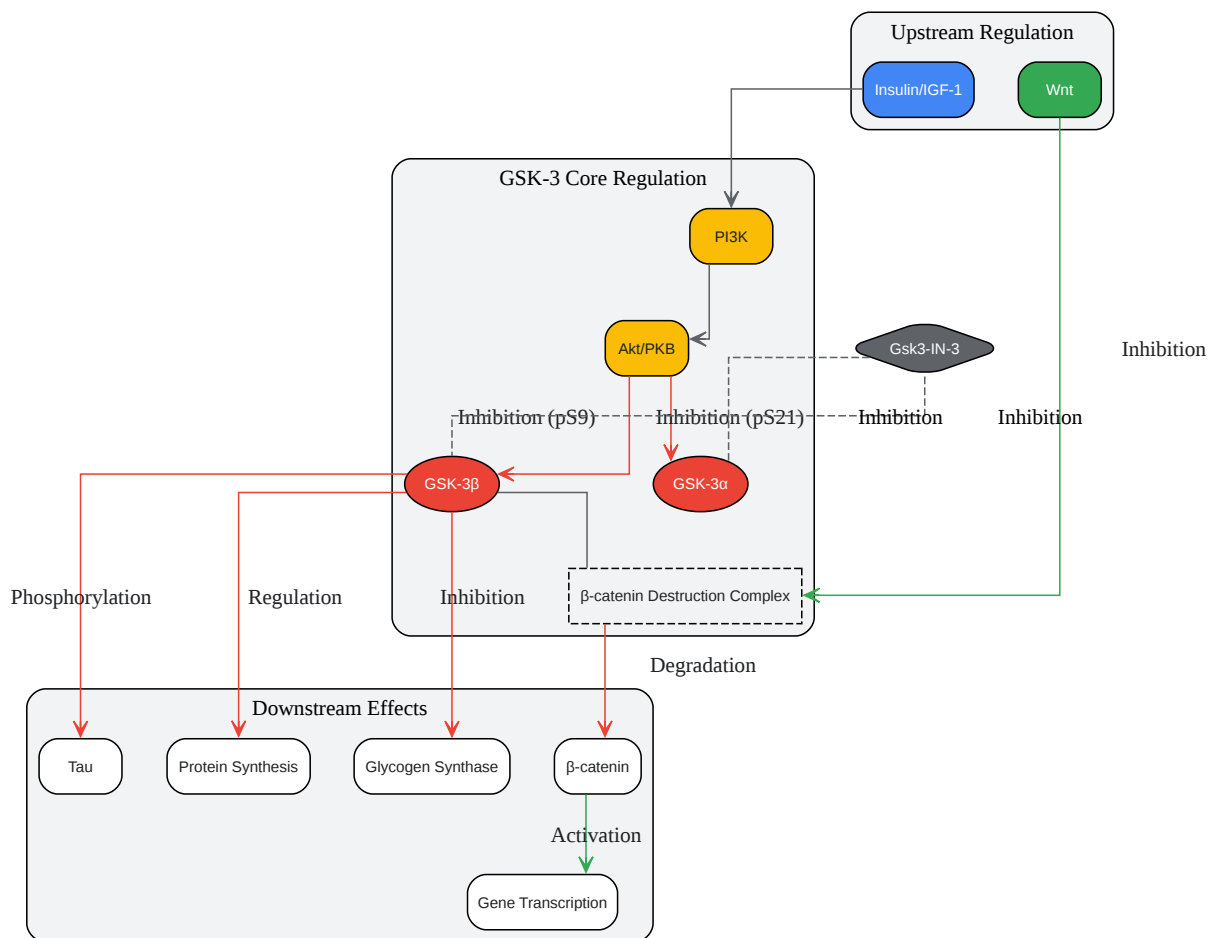 Upstream Regulation
Insulin/IGF-1
Wnt
GSK-3 Core Regulation
PI3K
Akt/PKB
Gsk3-IN-3
Inhibition
Inhibition (pS9)
Inhibition (pS21)
Inhibition
Inhibition
GSK-3β
GSK-3α
Phosphorylation
Regulation
Inhibition
β-catenin Destruction Complex
Degradation
Downstream Effects
Tau
Protein Synthesis
Glycogen Synthase
β-catenin
Activation
Gene Transcription